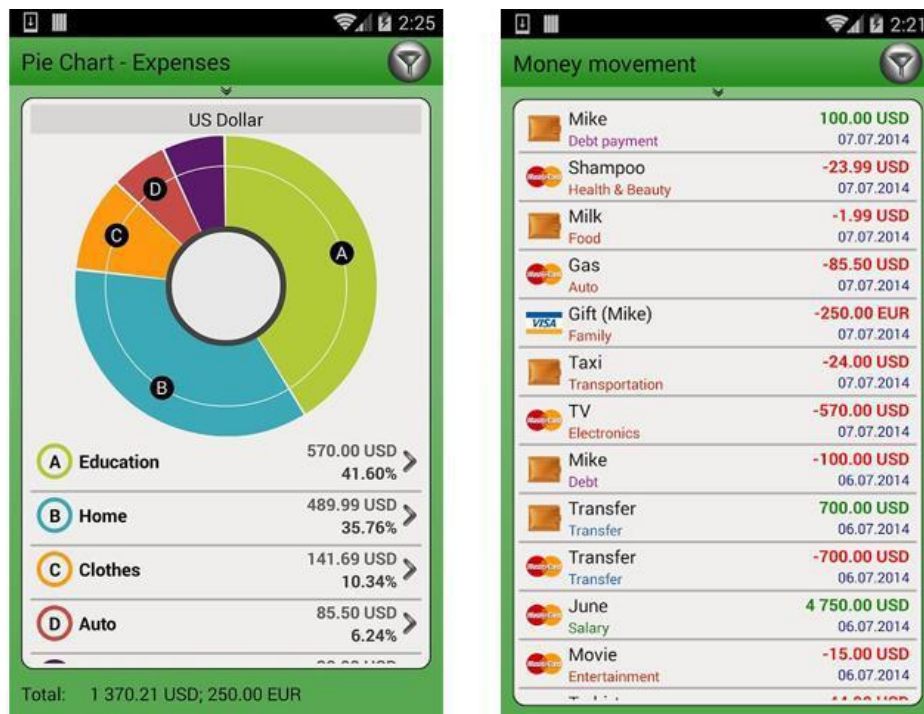 2:25
Pie Chart - Expenses
US Dollar
A
B
C
D
A Education 570.00 USD
41.60%
B Home 489.99 USD
35.76%
C Clothes 141.69 USD
10.34%
D Auto 85.50 USD
6.24%
Total: 1 370.21 USD; 250.00 EUR
2:21
Money movement
Mike 100.00 USD
Debt payment 07.07.2014
Shampoo -23.99 USD
Health & Beauty 07.07.2014
Milk -1.99 USD
Food 07.07.2014
Gas -85.50 USD
Auto 07.07.2014
VISA
Gift (Mike) -250.00 EUR
Family 07.07.2014
Taxi -24.00 USD
Transportation 07.07.2014
TV -570.00 USD
Electronics 07.07.2014
Mike -100.00 USD
Debt 06.07.2014
Transfer 700.00 USD
Transfer 06.07.2014
Transfer -700.00 USD
Transfer 06.07.2014
June 4 750.00 USD
Salary 06.07.2014
Movie -15.00 USD
Entertainment 06.07.2014